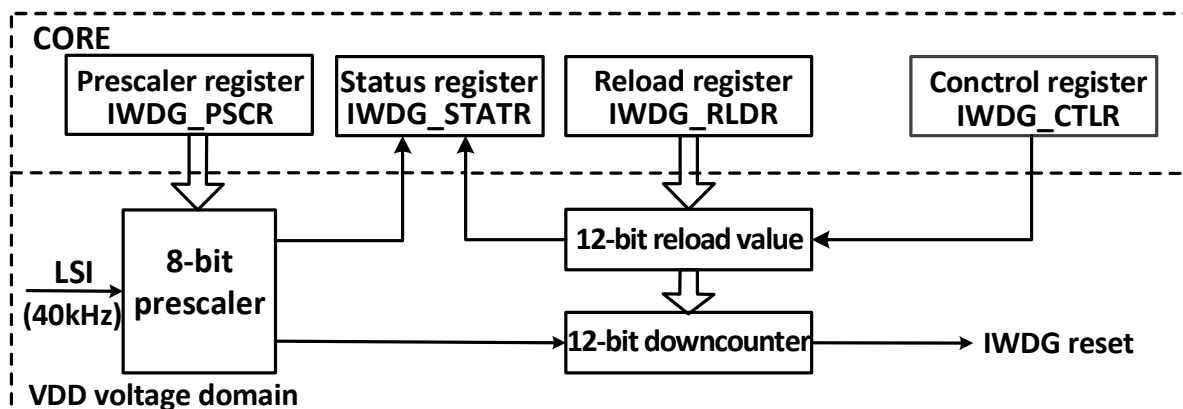 CORE
Prescaler register
IWDG_PSCR
Status register
IWDG_STATR
Reload register
IWDG_RLDR
Conctrol register
IWDG_CTLR
8-bit
prescaler
LSI
(40kHz)
12-bit reload value
12-bit downcounter
IWDG reset
VDD voltage domain